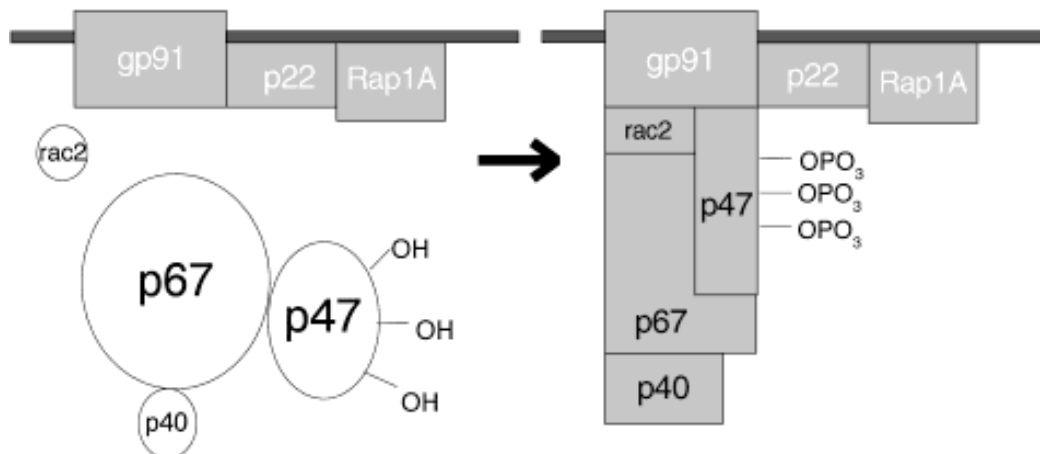 gp91
p22
Rap1A
rac2
p67
p47
OH
OH
OH
p40
gp91
p22
Rap1A
rac2
p47
OPO₃
OPO₃
OPO₃
p67
p40